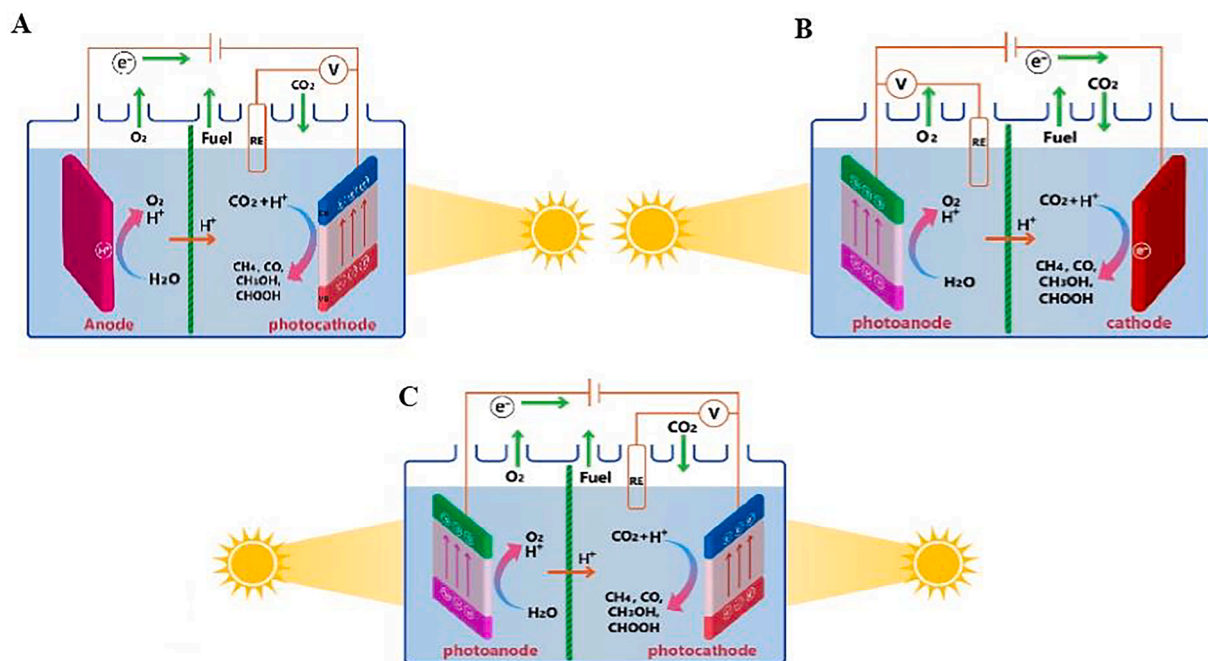 A
e⁻
V
CO₂
O₂
Fuel
RE
O₂
H⁺
H⁺
H₂O
CO₂+H⁺
CH₄, CO,
CH₃OH,
CHOOH
CB
VB
Anode
photocathode
B
e⁻
V
CO₂
O₂
RE
Fuel
O₂
H⁺
H⁺
H₂O
CO₂+H⁺
e⁻
CH₄, CO,
CH₃OH,
CHOOH
photoanode
cathode
C
e⁻
V
CO₂
O₂
Fuel
RE
O₂
H⁺
H⁺
H₂O
CO₂+H⁺
CH₄, CO,
CH₃OH,
CHOOH
photoanode
photocathode